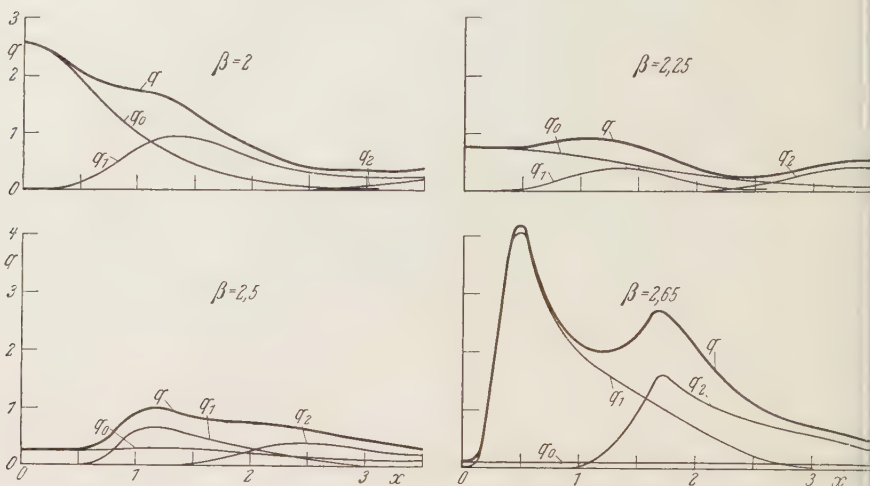 3
q
2
1
0
β=2
q
q₀
q₁
q₂
1
2
3
β=2,25
q₀
q
q₁
q₂
4
q
3
2
1
0
β=2,5
q₀
q
q₁
q₂
0
1
2
3
x
β=2,65
q
q₂
q₁
q₀
0
1
2
3
x